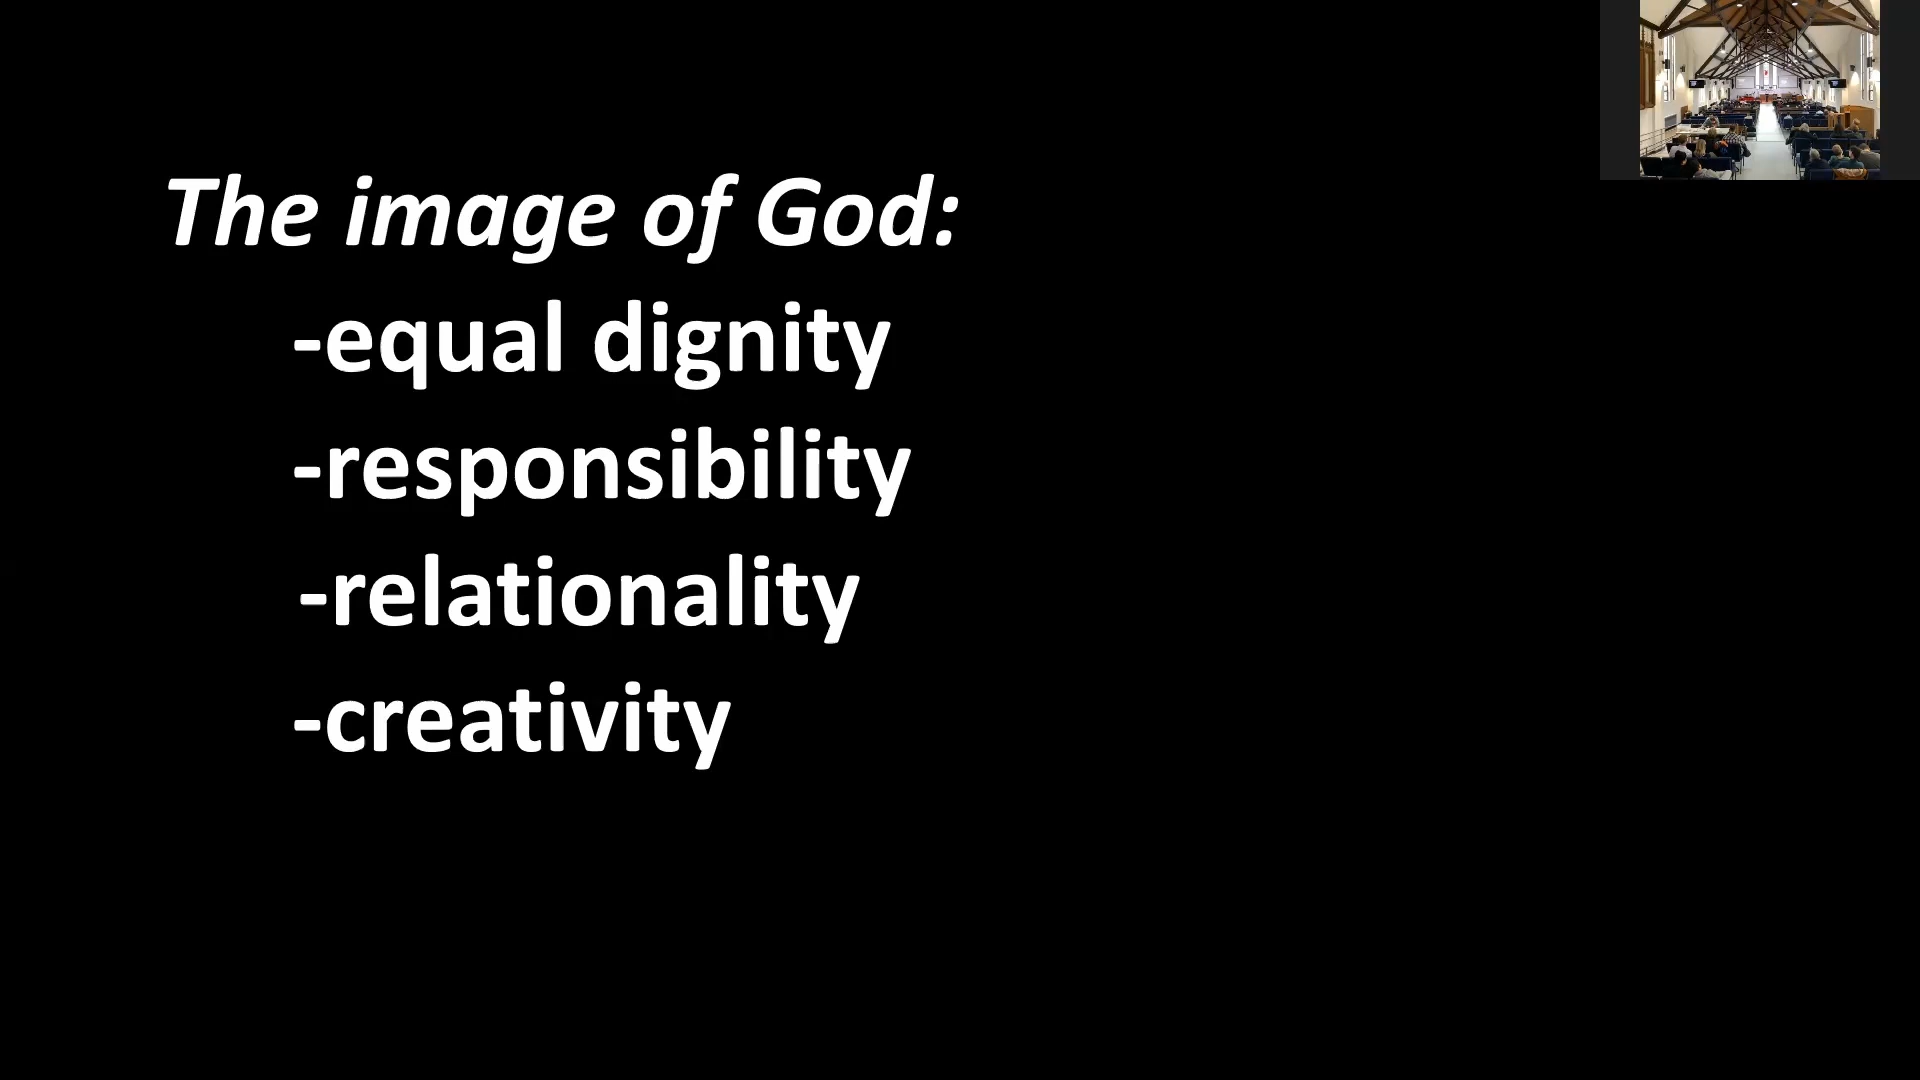 The image of God:
-equal dignity
-responsibility
-relationality
-creativity